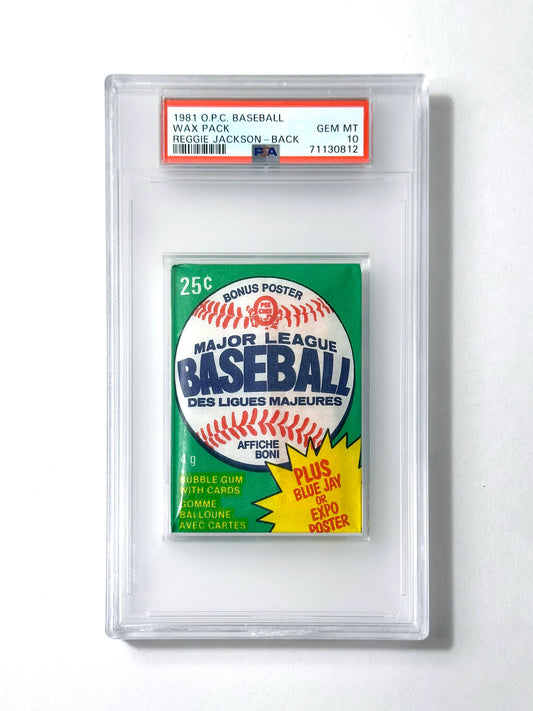 1981 O.P.C. BASEBALL
WAX PACK GEM MT
REGGIE JACKSON-BACK 10
71130812
PSA
25¢
BONUS POSTER
O
PEE
CHEE
MAJOR LEAGUE
BASEBALL
DES LIGUES MAJEURES
AFFICHE
BONI
4 g
BUBBLE GUM
WITH CARDS
GOMME
BALLOUNE
AVEC CARTES
PLUS
BLUE JAY
OR
EXPO
POSTER